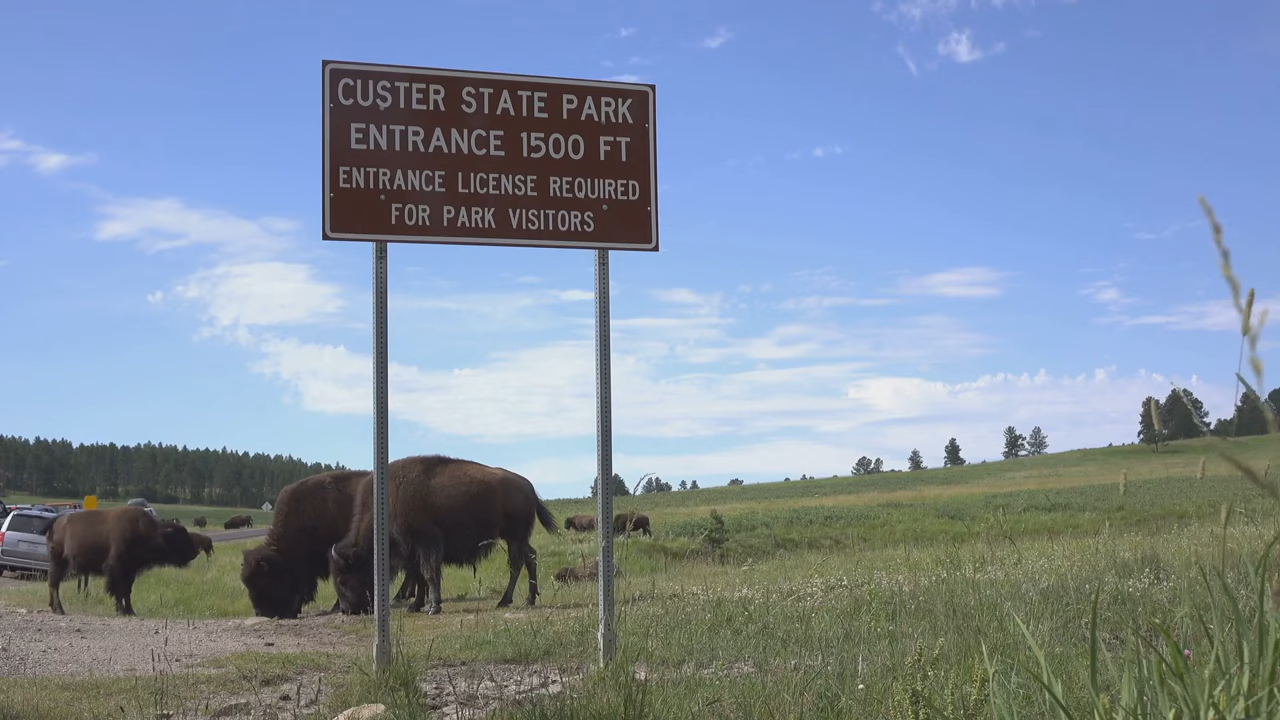 CUSTER STATE PARK
ENTRANCE 1500 FT
ENTRANCE LICENSE REQUIRED
FOR PARK VISITORS